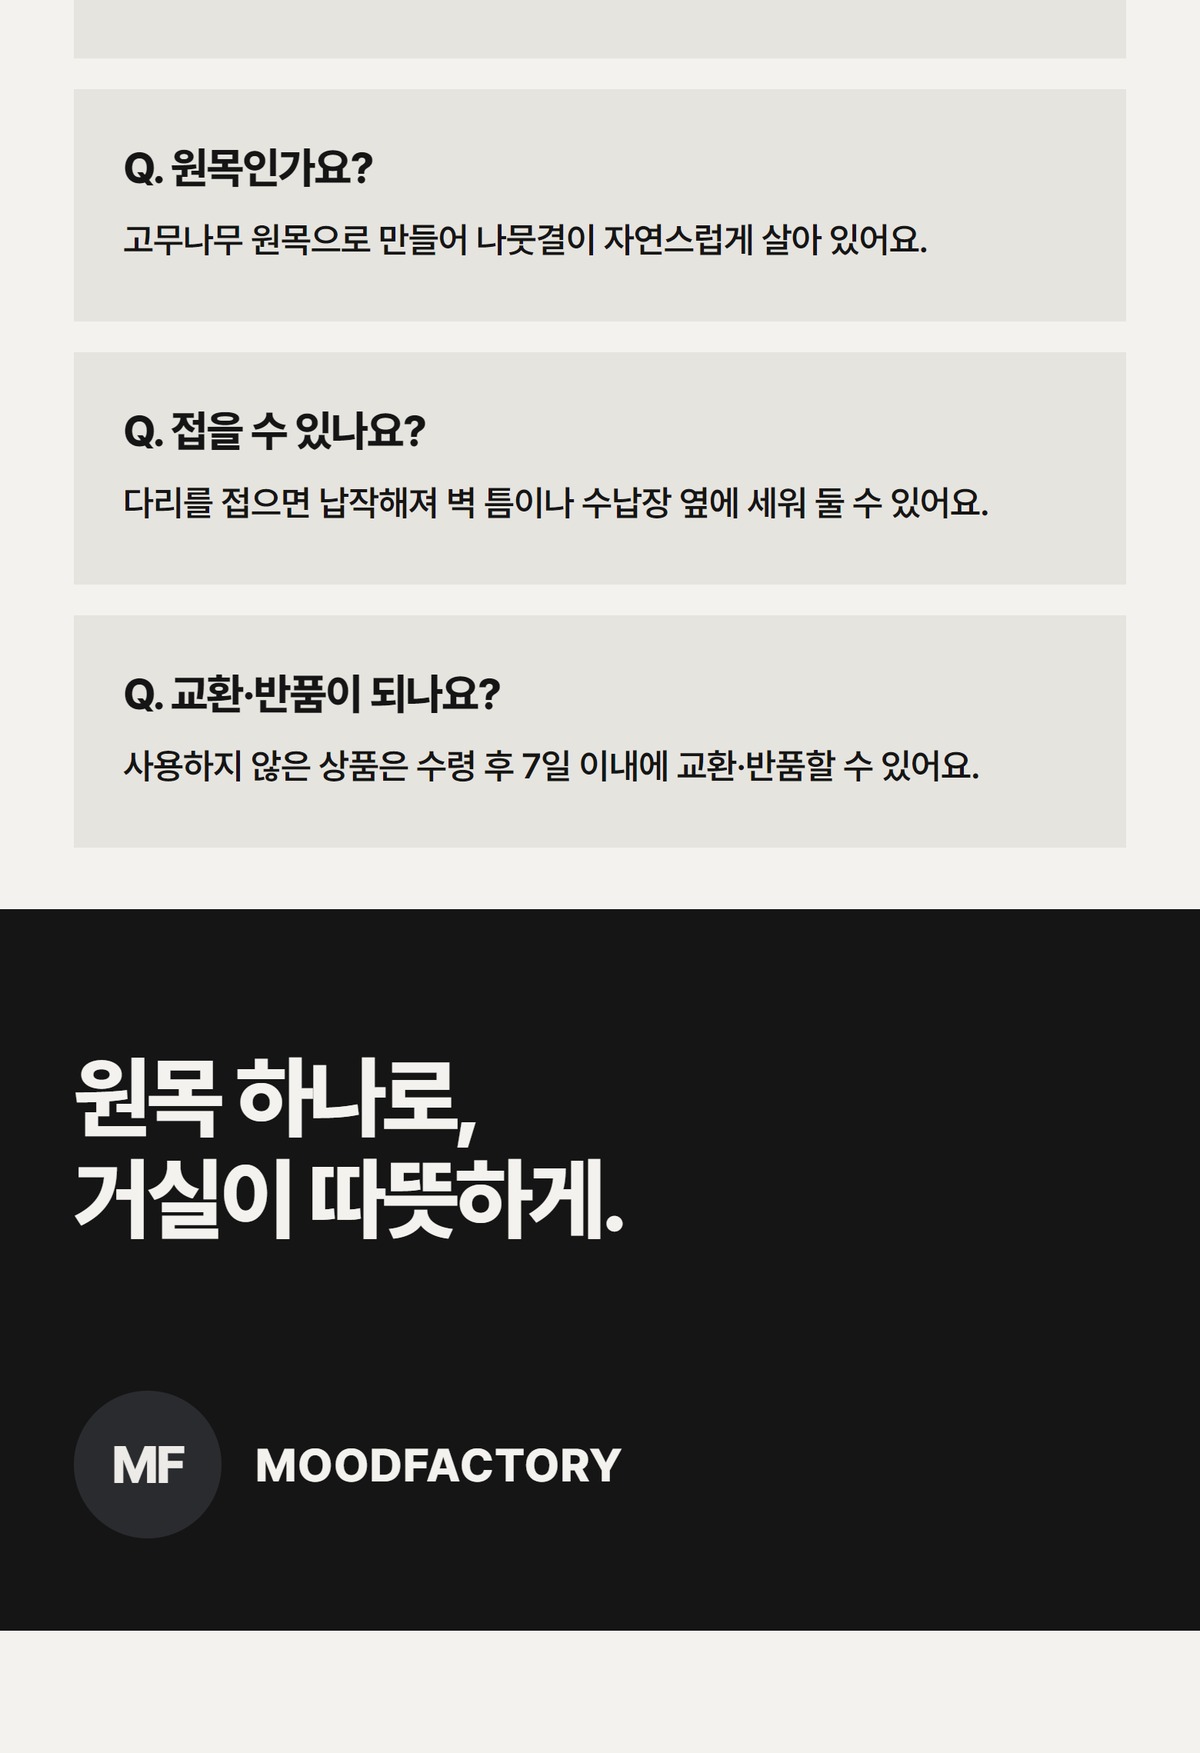 Q. 원목인가요?
고무나무 원목으로 만들어 나뭇결이 자연스럽게 살아 있어요.
Q. 접을 수 있나요?
다리를 접으면 납작해져 벽 틈이나 수납장 옆에 세워 둘 수 있어요.
Q. 교환·반품이 되나요?
사용하지 않은 상품은 수령 후 7일 이내에 교환·반품할 수 있어요.
원목 하나로,
거실이 따뜻하게.
MF
MOODFACTORY